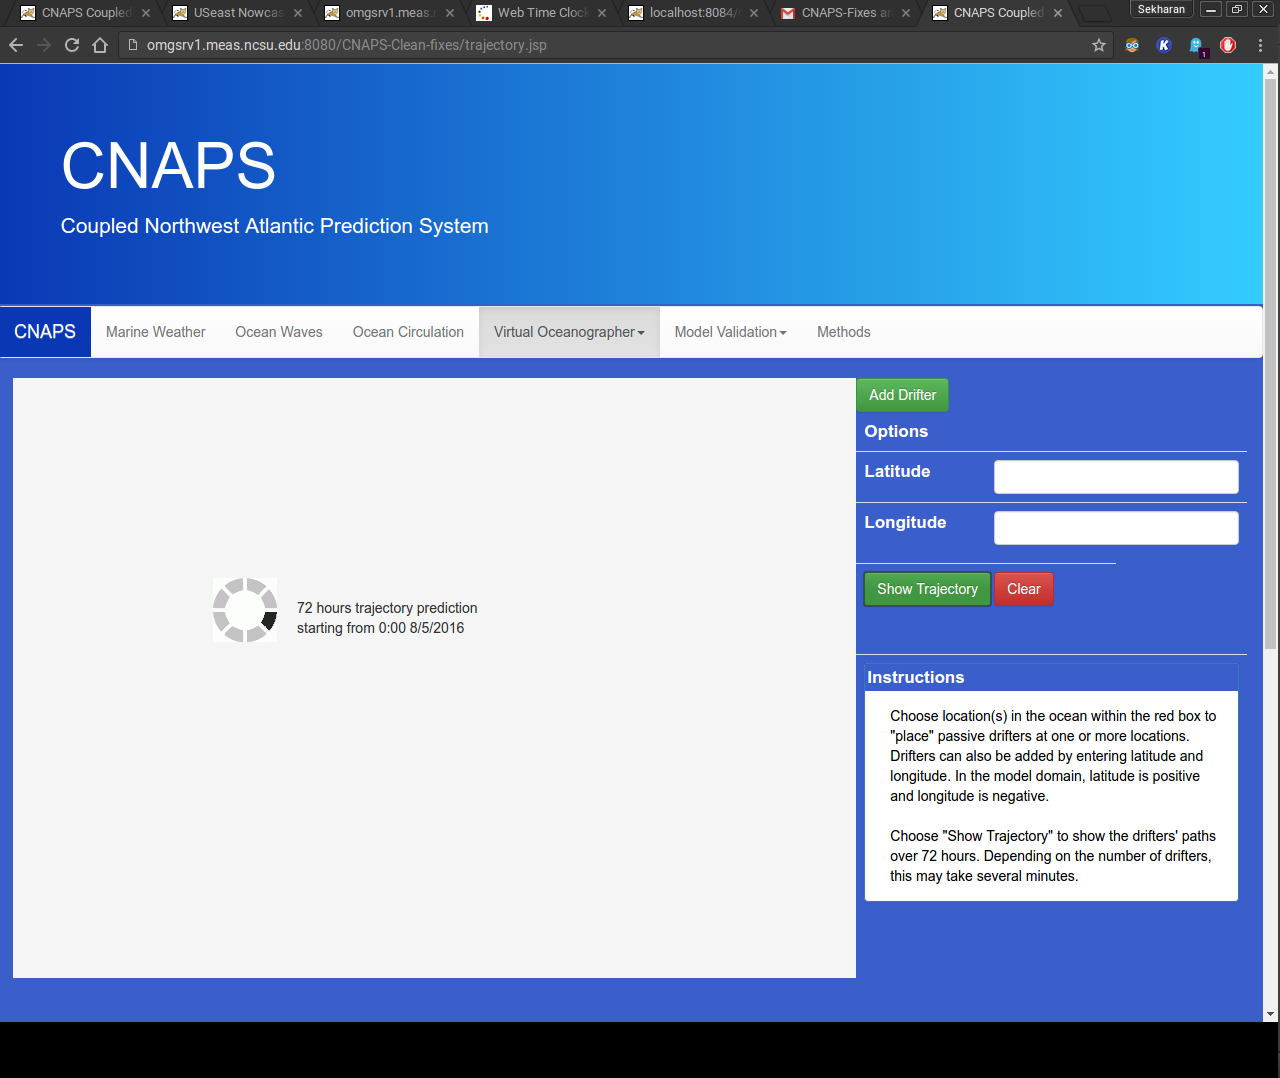 CNAPS Coupled
USeast Nowcas
omgsrv1.meas.
Web Time Clock
localhost:8084/
CNAPS-Fixes an
CNAPS Coupled
Sekharan
omgsrv1.meas.ncsu.edu:8080/CNAPS-Clean-fixes/trajectory.jsp
1
CNAPS
Coupled Northwest Atlantic Prediction System
CNAPS Marine Weather Ocean Waves Ocean Circulation Virtual Oceanographer Model Validation Methods
Add Drifter
Options
Latitude
Longitude
Show Trajectory Clear
72 hours trajectory prediction
starting from 0:00 8/5/2016
Instructions
Choose location(s) in the ocean within the red box to
"place" passive drifters at one or more locations.
Drifters can also be added by entering latitude and
longitude. In the model domain, latitude is positive
and longitude is negative.
Choose "Show Trajectory" to show the drifters' paths
over 72 hours. Depending on the number of drifters,
this may take several minutes.